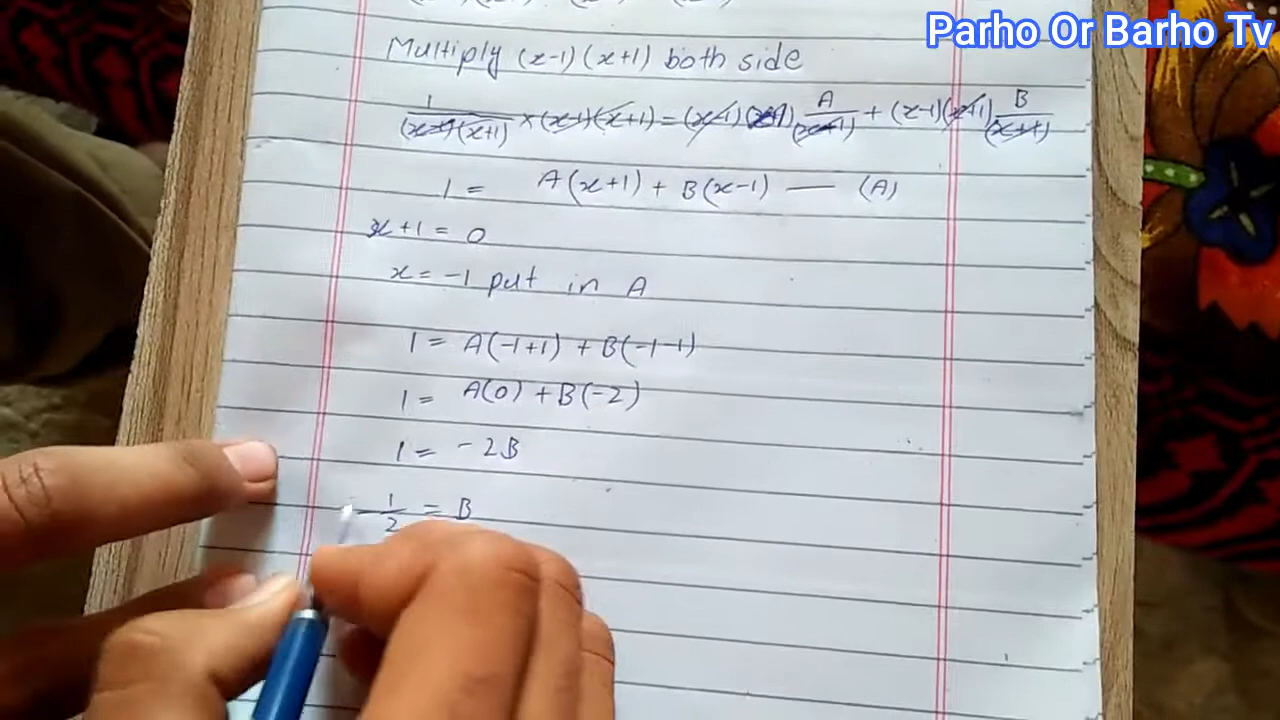 Parho Or Barho Tv
Multiply (x-1)(x+1) both side
1/(x-1)(x+1) × (x-1)(x+1) = (x-1)(x+1) A/(x-1) + (x-1)(x+1) B/(x+1)
1 = A(x+1) + B(x-1) — (A)
x+1 = 0
x = -1 put in A
1 = A(-1+1) + B(-1-1)
1 = A(0) + B(-2)
1 = -2B
-1/2 = B